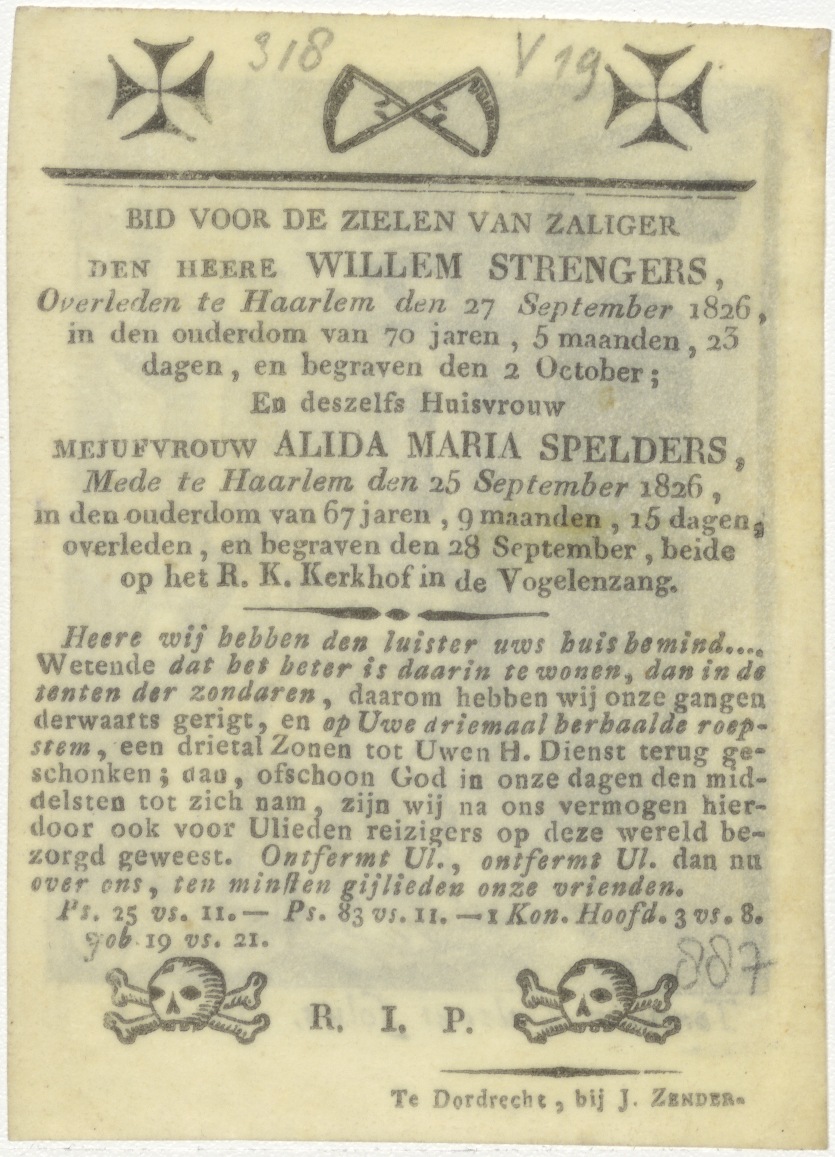 318 V 19
BID VOOR DE ZIELEN VAN ZALIGER
DEN HEERE WILLEM STRENGERS,
Overleden te Haarlem den 27 September 1826,
in den ouderdom van 70 jaren, 5 maanden, 23
dagen, en begraven den 2 October;
En deszelfs Huisvrouw
MEJUFVROUW ALIDA MARIA SPELDERS,
Mede te Haarlem den 25 September 1826,
in den ouderdom van 67 jaren, 9 maanden, 15 dagen,
overleden, en begraven den 28 September, beide
op het R. K. Kerkhof in de Vogelenzang.
Heere wij hebben den luister uws huis bemind....
Wetende dat het beter is daarin te wonen, dan in de
tenten der zondaren, daarom hebben wij onze gangen
derwaarts gerigt, en op Uwe driemaal herhaalde roep-
stem, een drietal Zonen tot Uwen H. Dienst terug ge-
schonken; dan, ofschoon God in onze dagen den mid-
delsten tot zich nam, zijn wij na ons vermogen hier-
door ook voor Ulieden reizigers op deze wereld be-
zorgd geweest. Ontfermt Ul., ontfermt Ul. dan nu
over ons, ten minsten gijlieden onze vrienden.
Ps. 25 vs. 11.— Ps. 83 vs. 11. —1 Kon. Hoofd. 3 vs. 8.
Job 19 vs. 21.
887
R. I. P.
Te Dordrecht, bij J. ZENDER.